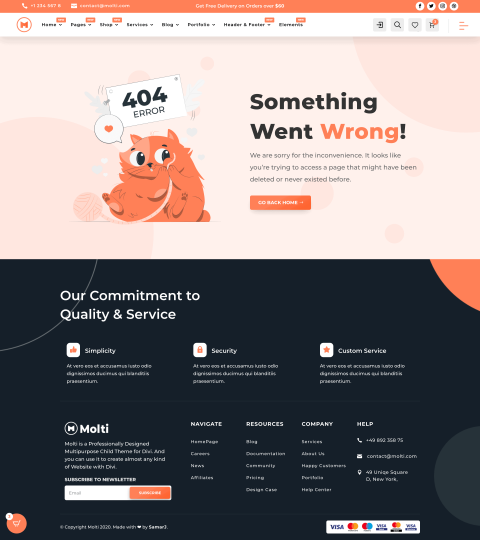 +1 234 567 8
contact@molti.com
Get Free Delivery on Orders over $50
Home
Pages
Shop
Services
Blog
Portfolio
Header & Footer
Elements
404
ERROR
Something
Went Wrong!
We are sorry for the inconvenience. It looks like
you're trying to access a page that might have been
deleted or never existed before.
GO BACK HOME →
Our Commitment to
Quality & Service
Simplicity
At vero eos et accusamus iusto odio
dignissimos ducimus qui blanditiis
praesentium.
Security
At vero eos et accusamus iusto odio
dignissimos ducimus qui blanditiis
praesentium.
Custom Service
At vero eos et accusamus iusto odio
dignissimos ducimus qui blanditiis
praesentium.
Molti
Molti is a Professionally Designed
Multipurpose Child Theme for Divi. And
you can use it to create almost any kind
of Website with Divi.
SUBSCRIBE TO NEWSLETTER
Email
SUBSCRIBE
NAVIGATE
HomePage
Careers
News
Affiliates
RESOURCES
Blog
Documentation
Community
Pricing
Design Case
COMPANY
Services
About Us
Happy Customers
Portfolio
Help Center
HELP
+49 892 358 75
contact@molti.com
49 Uniqe Square
D, New York.
© Copyright Molti 2020. Made with ❤ by SamarJ.
VISA
VISA